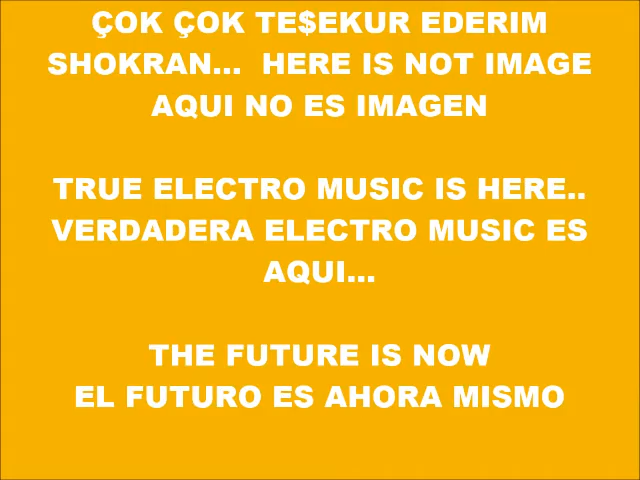 ÇOK ÇOK TE$EKUR EDERIM
SHOKRAN... HERE IS NOT IMAGE
AQUI NO ES IMAGEN
TRUE ELECTRO MUSIC IS HERE..
VERDADERA ELECTRO MUSIC ES
AQUI...
THE FUTURE IS NOW
EL FUTURO ES AHORA MISMO